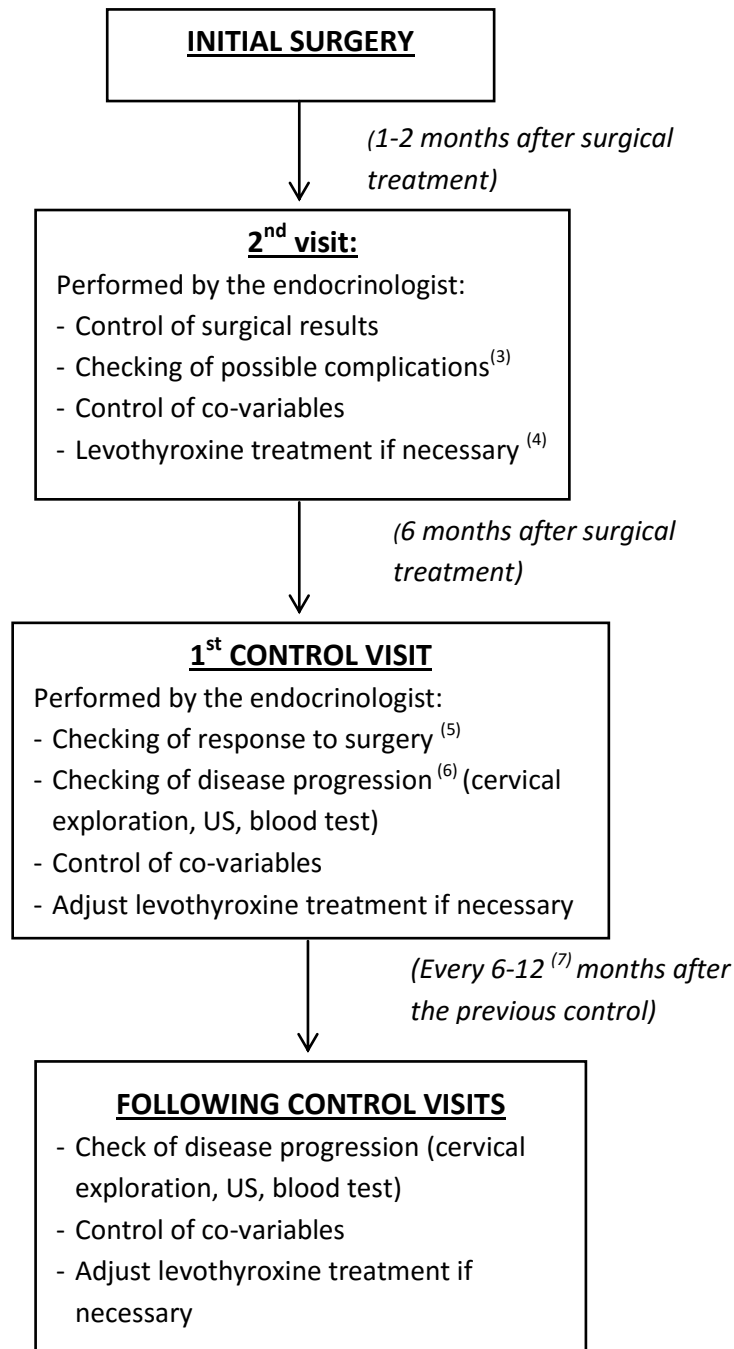 INITIAL SURGERY
(1-2 months after surgical
treatment)
2nd visit:
Performed by the endocrinologist:
- Control of surgical results
- Checking of possible complications(3)
- Control of co-variables
- Levothyroxine treatment if necessary (4)
(6 months after surgical
treatment)
1st CONTROL VISIT
Performed by the endocrinologist:
- Checking of response to surgery (5)
- Checking of disease progression (6) (cervical
exploration, US, blood test)
- Control of co-variables
- Adjust levothyroxine treatment if necessary
(Every 6-12 (7) months after
the previous control)
FOLLOWING CONTROL VISITS
- Check of disease progression (cervical
exploration, US, blood test)
- Control of co-variables
- Adjust levothyroxine treatment if
necessary